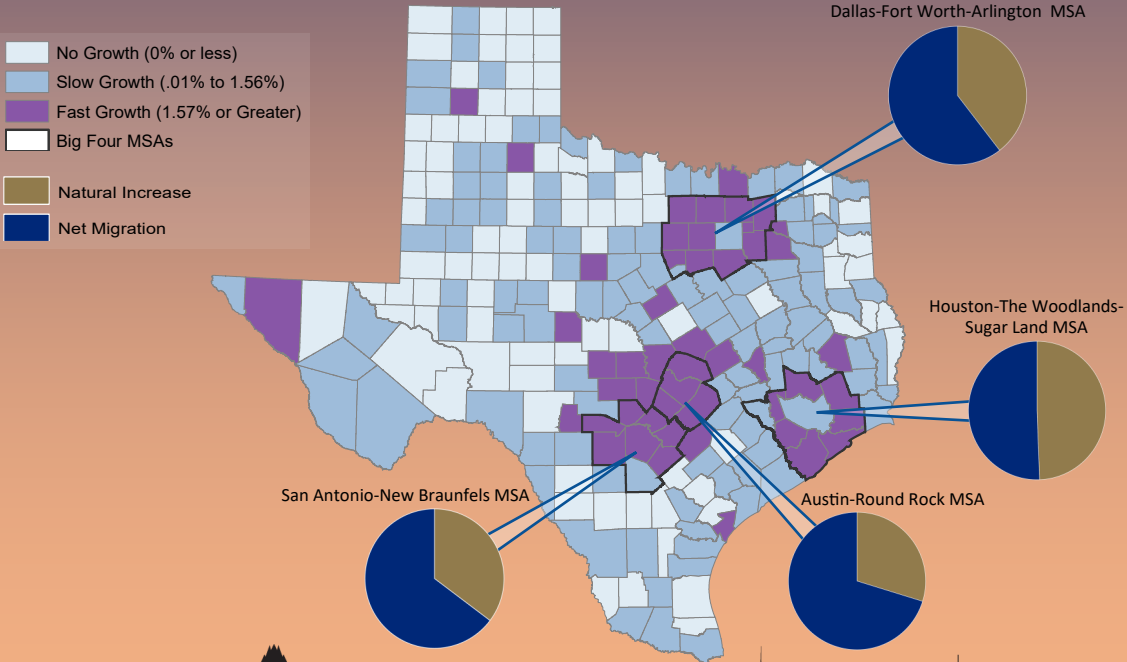 Dallas-Fort Worth-Arlington MSA
No Growth (0% or less)
Slow Growth (.01% to 1.56%)
Fast Growth (1.57% or Greater)
Big Four MSAs
Natural Increase
Net Migration
Houston-The Woodlands-
Sugar Land MSA
San Antonio-New Braunfels MSA
Austin-Round Rock MSA